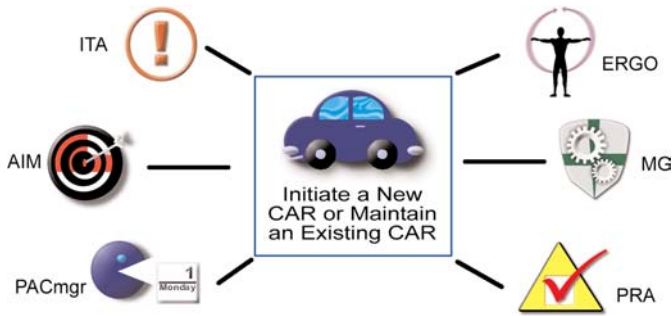 ITA
ERGO
AIM
MG
Initiate a New
CAR or Maintain
an Existing CAR
PACmgr
1
Monday
PRA